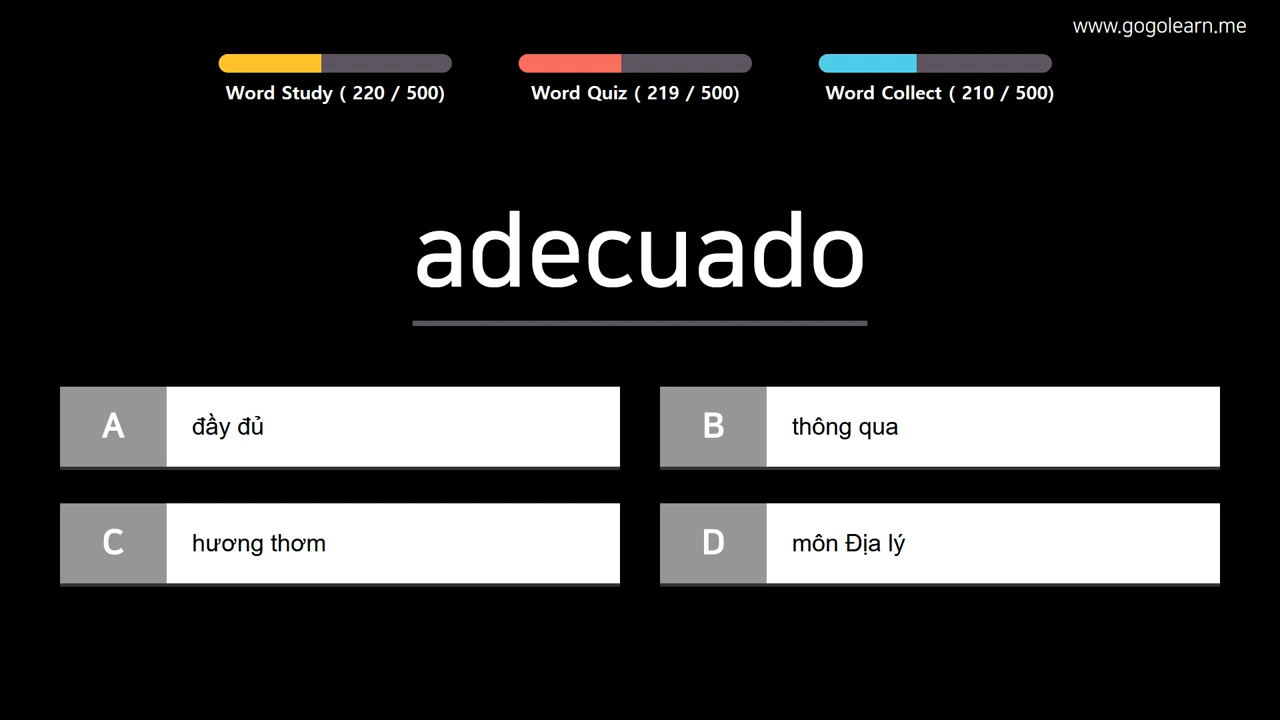 www.gogolearn.me
Word Study ( 220 / 500)
Word Quiz ( 219 / 500)
Word Collect ( 210 / 500)
adecuado
A
đầy đủ
B
thông qua
C
hương thơm
D
môn Địa lý